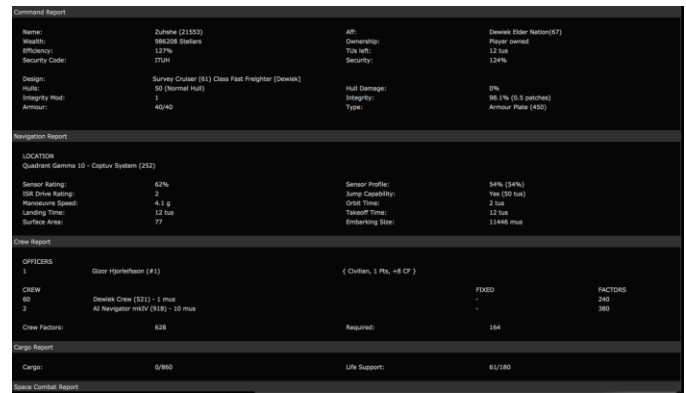 Command Report
Name: Zuhshe (21553) Aff: Dewiek Elder Nation(67)
Wealth: 986208 Stellars Ownership: Player owned
Efficiency: 127% TUs left: 12 tus
Security Code: ITUH Security: 124%
Design: Survey Cruiser (61) Class Fast Freighter [Dewiek]
Hulls: 50 (Normal Hull) Hull Damage: 0%
Integrity Mod: 1 Integrity: 98.1% (0.5 patches)
Armour: 40/40 Type: Armour Plate (450)
Navigation Report
LOCATION
Quadrant Gamma 10 - Coptuv System (252)
Sensor Rating: 62% Sensor Profile: 54% (54%)
ISR Drive Rating: 2 Jump Capability: Yes (50 tus)
Manoeuvre Speed: 4.1 g Orbit Time: 2 tus
Landing Time: 12 tus Takeoff Time: 12 tus
Surface Area: 77 Embarking Size: 11446 mus
Crew Report
OFFICERS
1 Gizor Hjorleifsson (#1) { Civilian, 1 Pts, +8 CF }
CREW FIXED FACTORS
60 Dewiek Crew (521) - 1 mus - 240
2 AI Navigator mkIV (918) - 10 mus - 380
Crew Factors: 628 Required: 164
Cargo Report
Cargo: 0/860 Life Support: 61/180
Space Combat Report